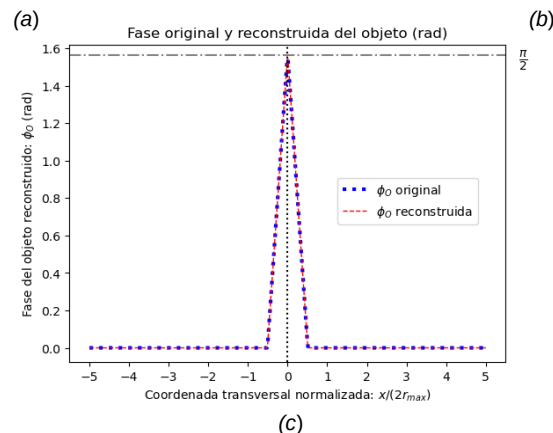 (a)
(b)
Fase original y reconstruida del objeto (rad)
1.6
1.4
1.2
1.0
0.8
0.6
0.4
0.2
0.0
π/2
Fase del objeto reconstruido: ϕO (rad)
ϕO original
ϕO reconstruida
−5 −4 −3 −2 −1 0 1 2 3 4 5
Coordenada transversal normalizada: x/(2rmax)
(c)